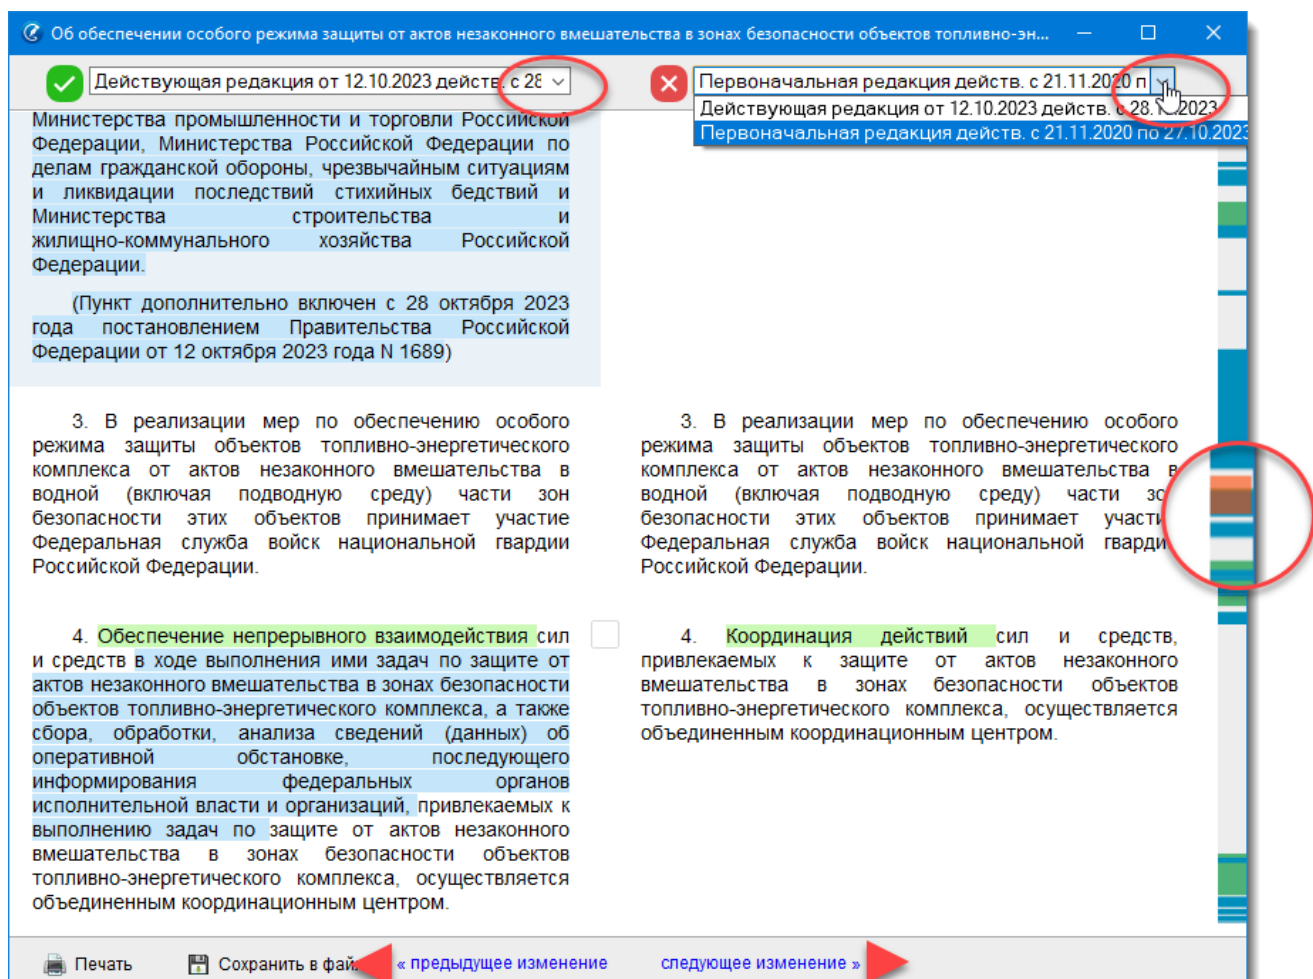 Об обеспечении особого режима защиты от актов незаконного вмешательства в зонах безопасности объектов топливно-эн...
Действующая редакция от 12.10.2023 действ. с 28
Первоначальная редакция действ. с 21.11.2020 п
Действующая редакция от 12.10.2023 действ. с
Первоначальная редакция действ. с 21.11.2020 по 27.10.2023
Министерства промышленности и торговли Российской
Федерации, Министерства Российской Федерации по
делам гражданской обороны, чрезвычайным ситуациям
и ликвидации последствий стихийных бедствий и
Министерства строительства и
жилищно-коммунального хозяйства Российской
Федерации.
(Пункт дополнительно включен с 28 октября 2023
года постановлением Правительства Российской
Федерации от 12 октября 2023 года N 1689)
3. В реализации мер по обеспечению особого
режима защиты объектов топливно-энергетического
комплекса от актов незаконного вмешательства в
водной (включая подводную среду) части зон
безопасности этих объектов принимает участие
Федеральная служба войск национальной гвардии
Российской Федерации.
4. Обеспечение непрерывного взаимодействия сил
и средств в ходе выполнения ими задач по защите от
актов незаконного вмешательства в зонах безопасности
объектов топливно-энергетического комплекса, а также
сбора, обработки, анализа сведений (данных) об
оперативной обстановке, последующего
информирования федеральных органов
исполнительной власти и организаций, привлекаемых к
выполнению задач по защите от актов незаконного
вмешательства в зонах безопасности объектов
топливно-энергетического комплекса, осуществляется
объединенным координационным центром.
3. В реализации мер по обеспечению особого
режима защиты объектов топливно-энергетического
комплекса от актов незаконного вмешательства в
водной (включая подводную среду) части зон
безопасности этих объектов принимает участи
Федеральная служба войск национальной гварди
Российской Федерации.
4. Координация действий сил и средств,
привлекаемых к защите от актов незаконного
вмешательства в зонах безопасности объектов
топливно-энергетического комплекса, осуществляется
объединенным координационным центром.
Печать
Сохранить в фай
« предыдущее изменение
следующее изменение »